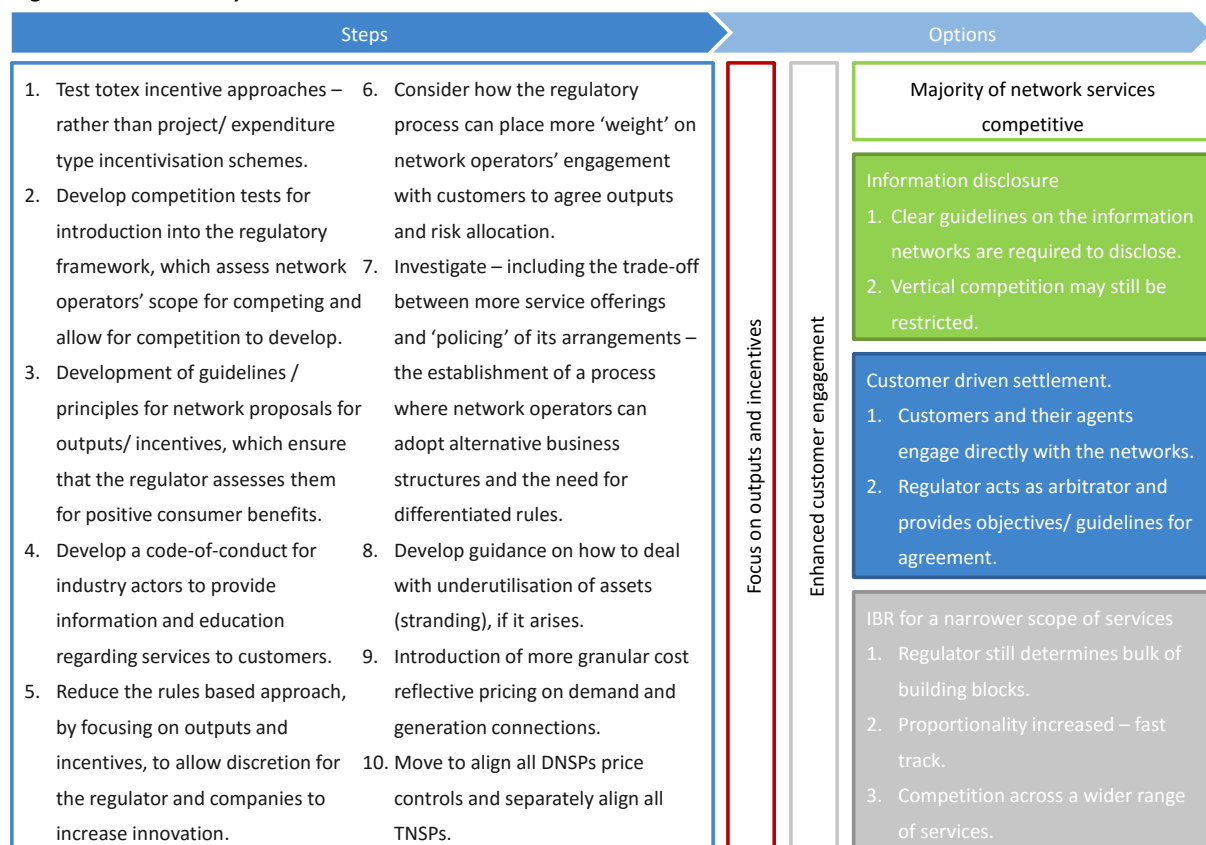 Steps
Options
1. Test totex incentive approaches –
rather than project/ expenditure
type incentivisation schemes.
2. Develop competition tests for
introduction into the regulatory
framework, which assess network
operators’ scope for competing and
allow for competition to develop.
3. Development of guidelines /
principles for network proposals for
outputs/ incentives, which ensure
that the regulator assesses them
for positive consumer benefits.
4. Develop a code-of-conduct for
industry actors to provide
information and education
regarding services to customers.
5. Reduce the rules based approach,
by focusing on outputs and
incentives, to allow discretion for
the regulator and companies to
increase innovation.
6. Consider how the regulatory
process can place more ‘weight’ on
network operators’ engagement
with customers to agree outputs
and risk allocation.
7. Investigate – including the trade-off
between more service offerings
and ‘policing’ of its arrangements –
the establishment of a process
where network operators can
adopt alternative business
structures and the need for
differentiated rules.
8. Develop guidance on how to deal
with underutilisation of assets
(stranding), if it arises.
9. Introduction of more granular cost
reflective pricing on demand and
generation connections.
10. Move to align all DNSPs price
controls and separately align all
TNSPs.
Focus on outputs and incentives
Enhanced customer engagement
Majority of network services
competitive
Information disclosure
1. Clear guidelines on the information
networks are required to disclose.
2. Vertical competition may still be
restricted.
Customer driven settlement.
1. Customers and their agents
engage directly with the networks.
2. Regulator acts as arbitrator and
provides objectives/ guidelines for
agreement.
IBR for a narrower scope of services
1. Regulator still determines bulk of
building blocks.
2. Proportionality increased – fast
track.
3. Competition across a wider range
of services.